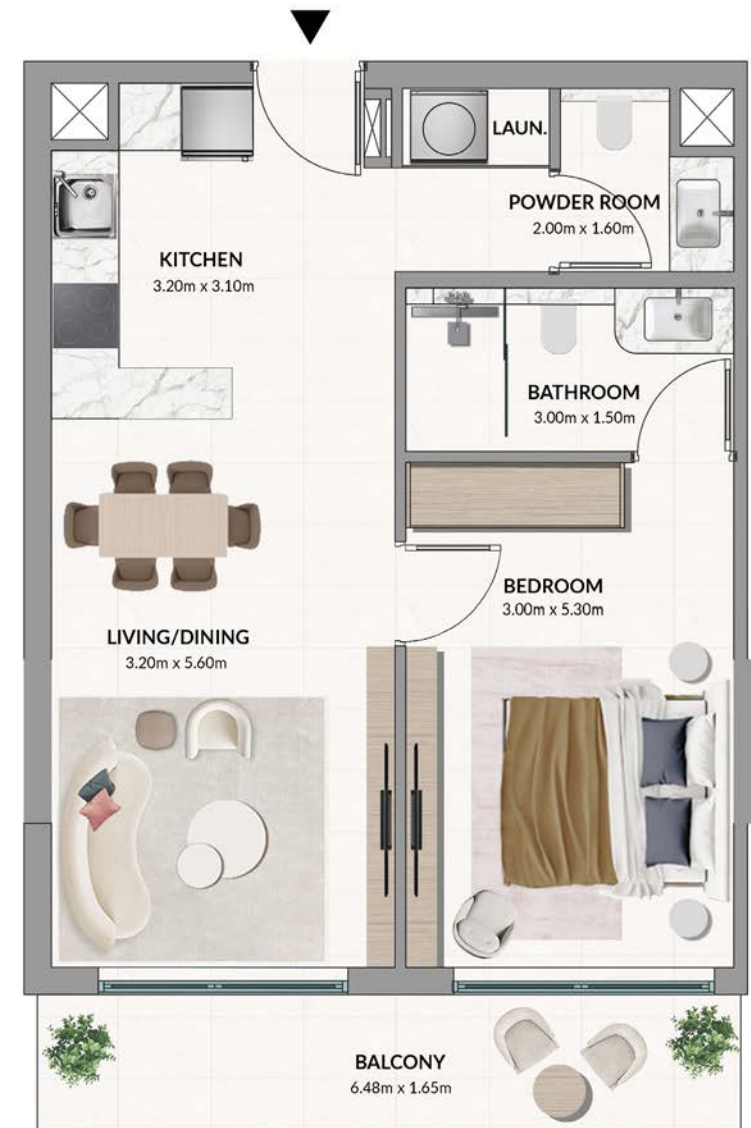 LAUN.
POWDER ROOM
2.00m x 1.60m
KITCHEN
3.20m x 3.10m
BATHROOM
3.00m x 1.50m
BEDROOM
3.00m x 5.30m
LIVING/DINING
3.20m x 5.60m
BALCONY
6.48m x 1.65m